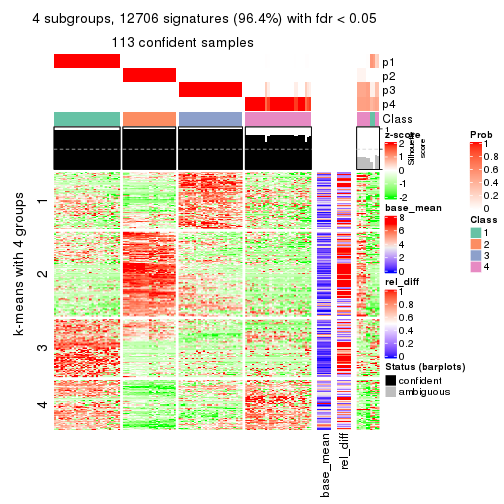 4 subgroups, 12706 signatures (96.4%) with fdr < 0.05
113 confident samples
p1
p2
p3
p4
Class
1
Silhouette
score
k-means with 4 groups
1
2
3
4
base_mean
rel_diff
z-score
2
1
0
-1
-2
base_mean
8
6
4
2
0
rel_diff
1
0.8
0.6
0.4
0.2
0
Status (barplots)
confident
ambiguous
Prob
1
0.8
0.6
0.4
0.2
0
Class
1
2
3
4